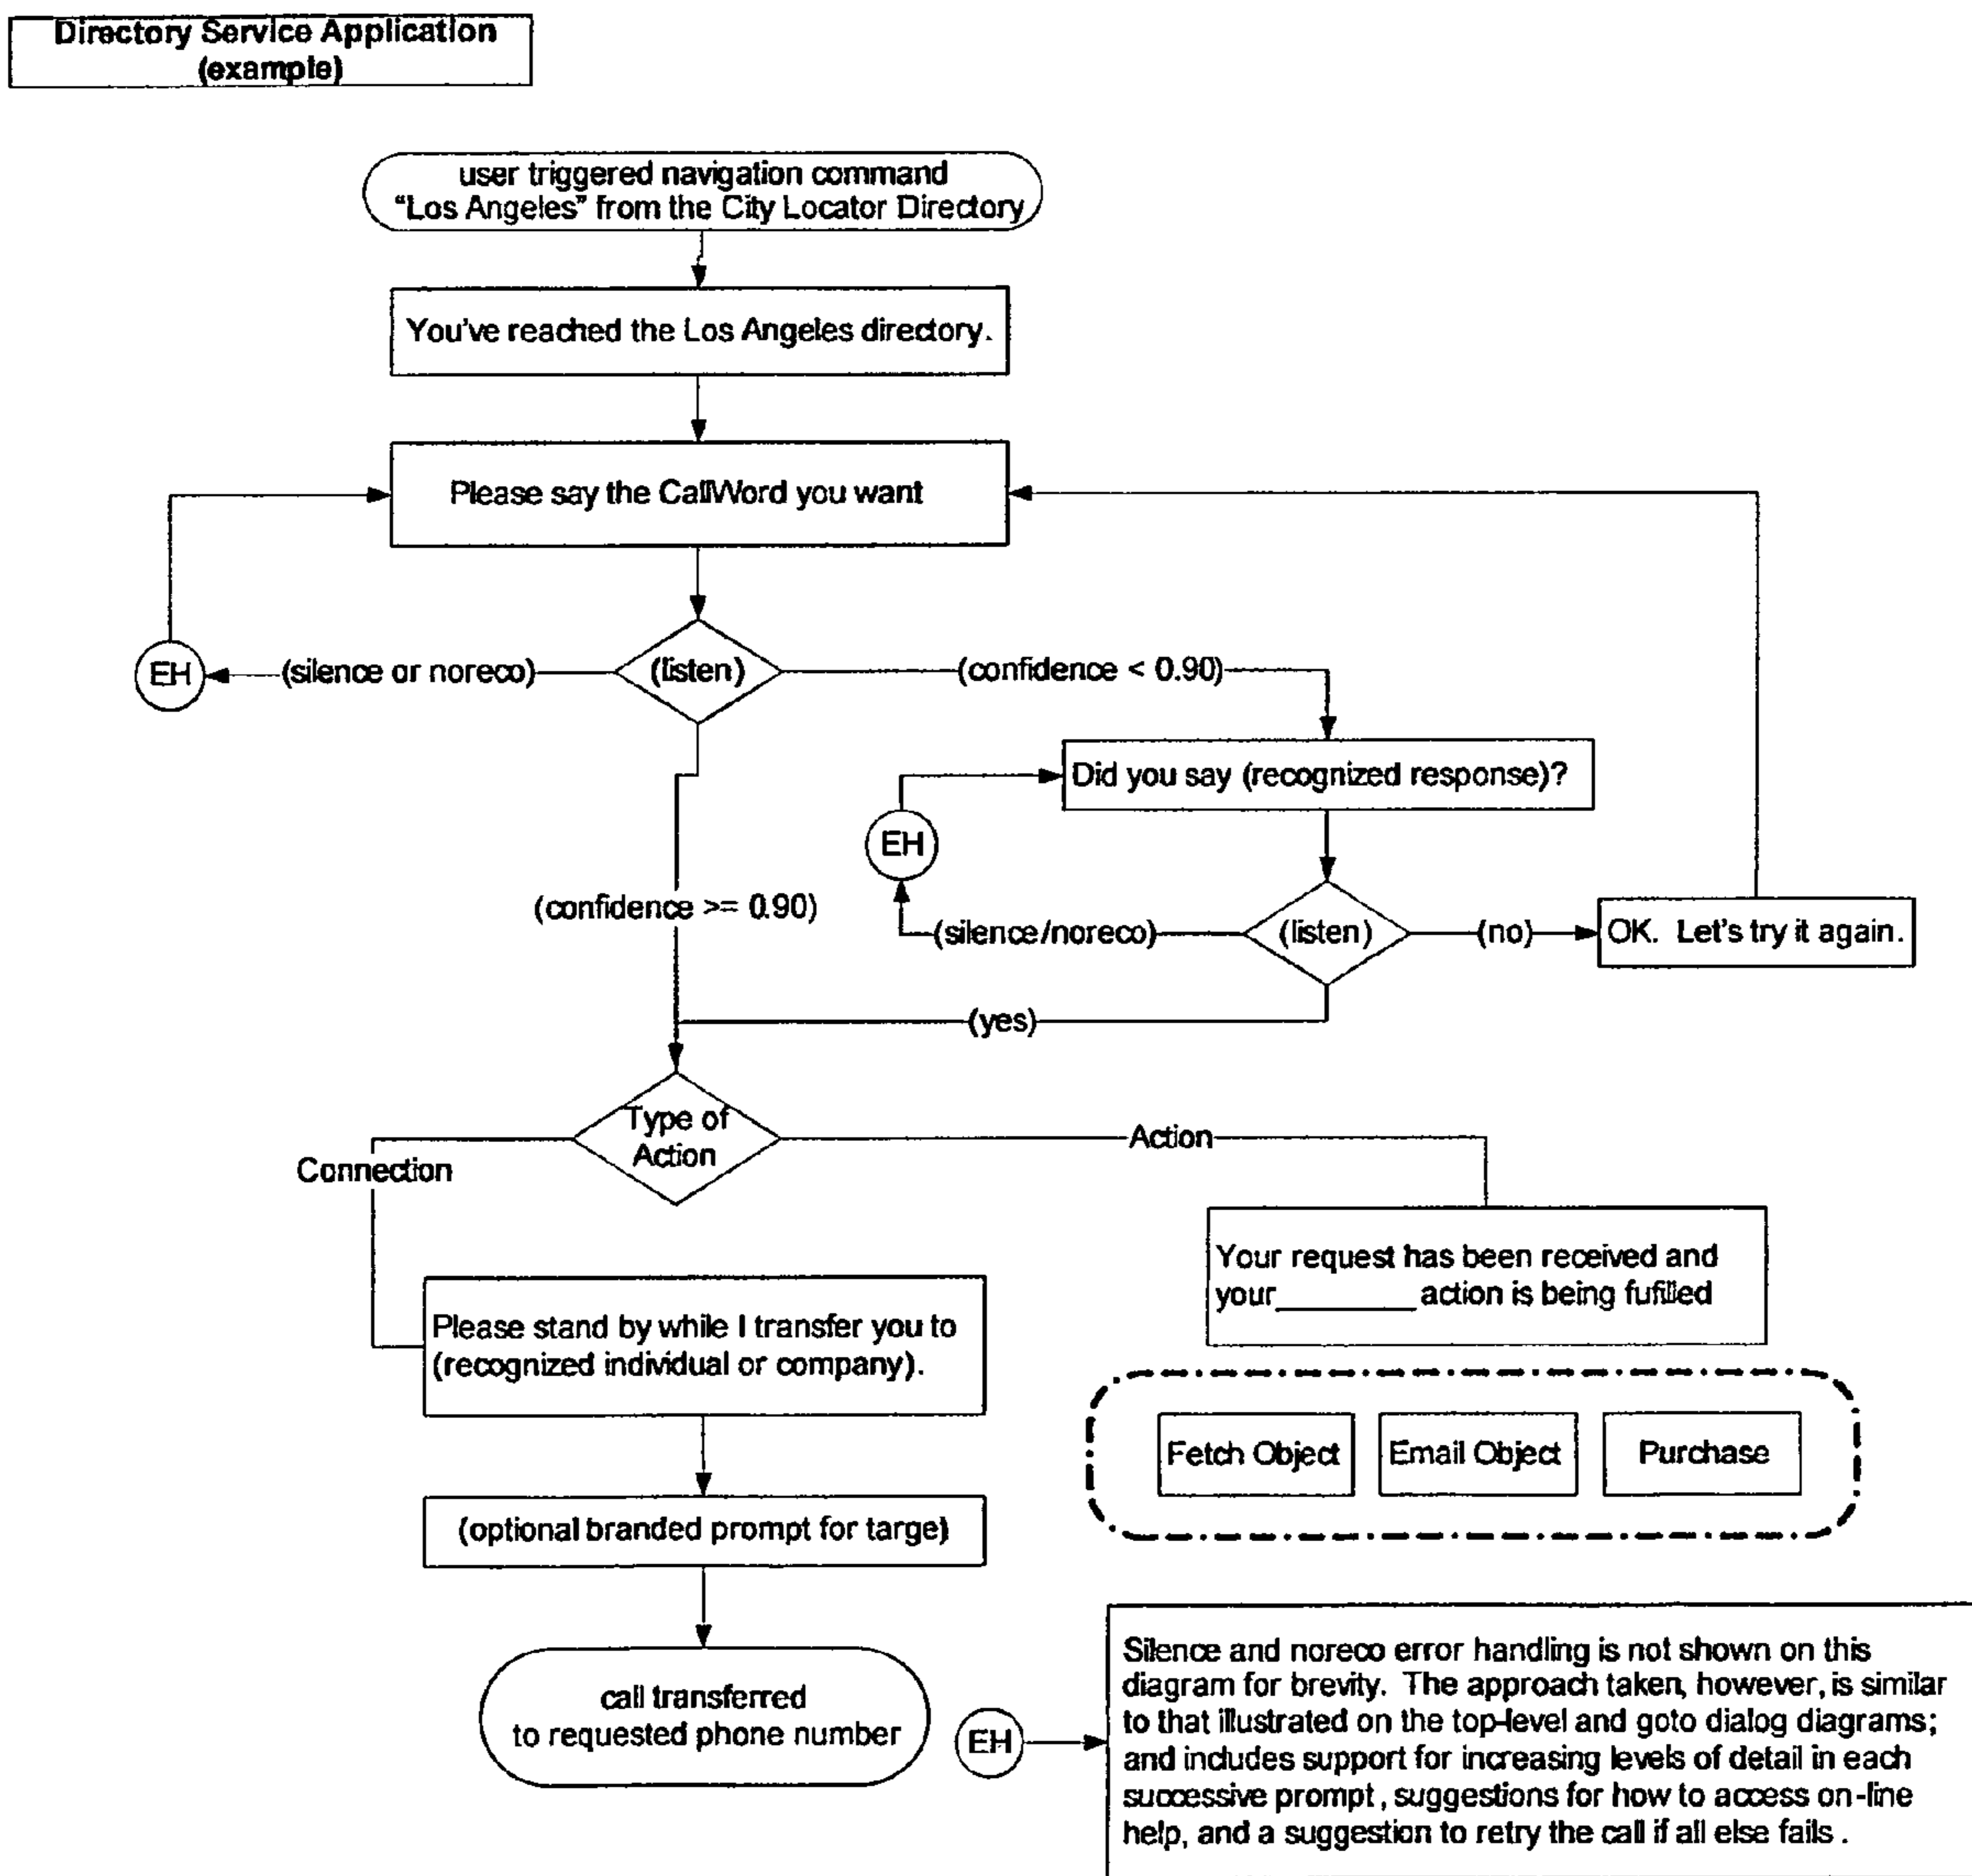 Directory Service Application
(example)
user triggered navigation command
“Los Angeles” from the City Locator Directory
You've reached the Los Angeles directory.
Please say the CallWord you want
EH
(silence or noreco)
(listen)
(confidence < 0.90)
Did you say (recognized response)?
EH
(confidence >= 0.90)
(silence/noreco)
(listen)
(no)
OK. Let's try it again.
(yes)
Type of
Action
Connection
Action
Your request has been received and
your_________action is being fufilled
Please stand by while I transfer you to
(recognized individual or company).
Fetch Object
Email Object
Purchase
(optional branded prompt for targe)
call transferred
to requested phone number
EH
Silence and noreco error handling is not shown on this
diagram for brevity. The approach taken, however, is similar
to that illustrated on the top-level and goto dialog diagrams;
and includes support for increasing levels of detail in each
successive prompt, suggestions for how to access on-line
help, and a suggestion to retry the call if all else fails.